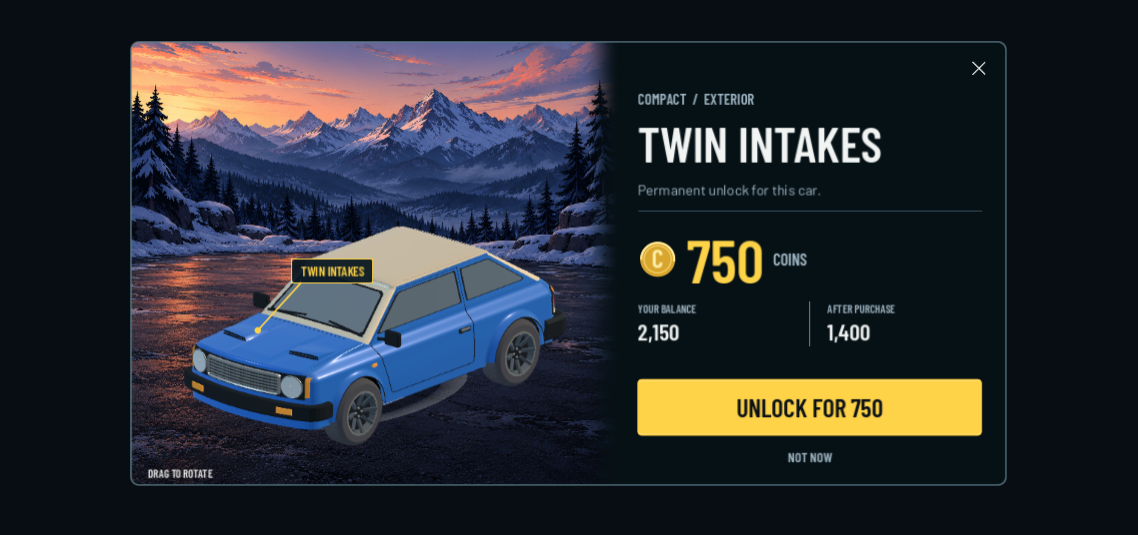 COMPACT / EXTERIOR
TWIN INTAKES
Permanent unlock for this car.
C 750 COINS
YOUR BALANCE
2,150
AFTER PURCHASE
1,400
UNLOCK FOR 750
NOT NOW
TWIN INTAKES
DRAG TO ROTATE